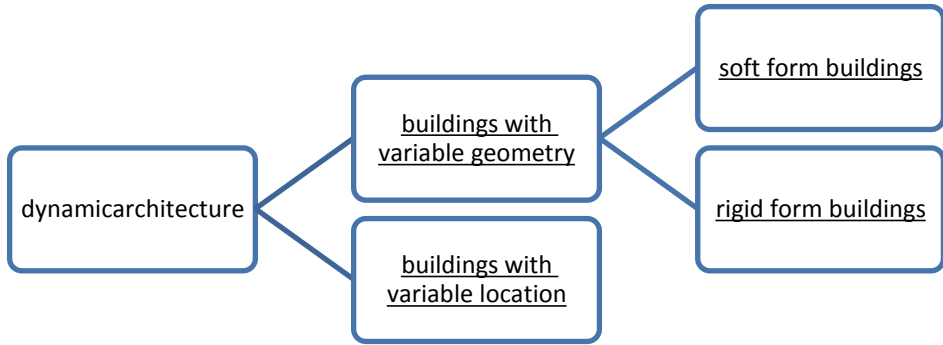 dynamicarchitecture
buildings with
variable geometry
soft form buildings
rigid form buildings
buildings with
variable location